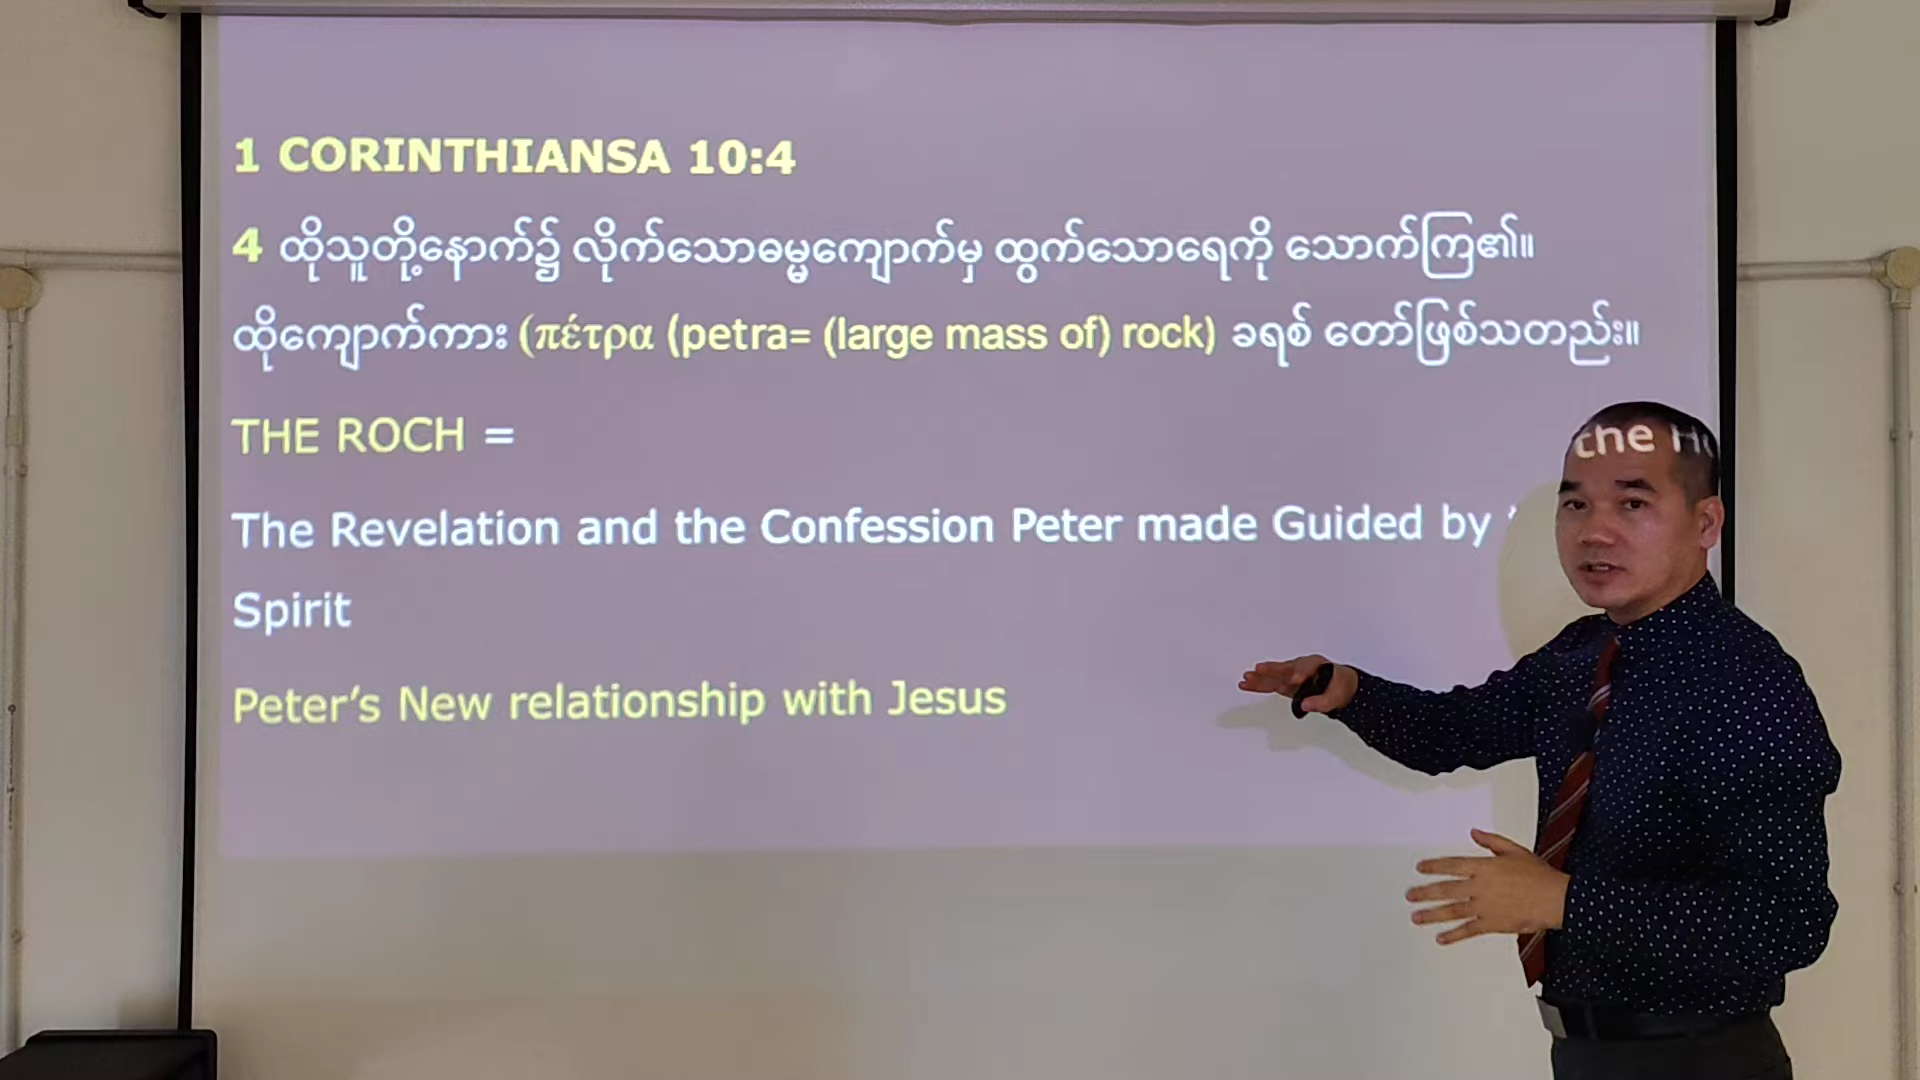 1 CORINTHIANSA 10:4
4 ထိုသူတို့နောက်၌ လိုက်သောဓမ္မကျောက်မှ ထွက်သောရေကို သောက်ကြ၏။
ထိုကျောက်ကား (πέτρα (petra= (large mass of) rock) ခရစ် တော်ဖြစ်သတည်း။
THE ROCH =
The Revelation and the Confession Peter made Guided by the
Spirit
Peter’s New relationship with Jesus